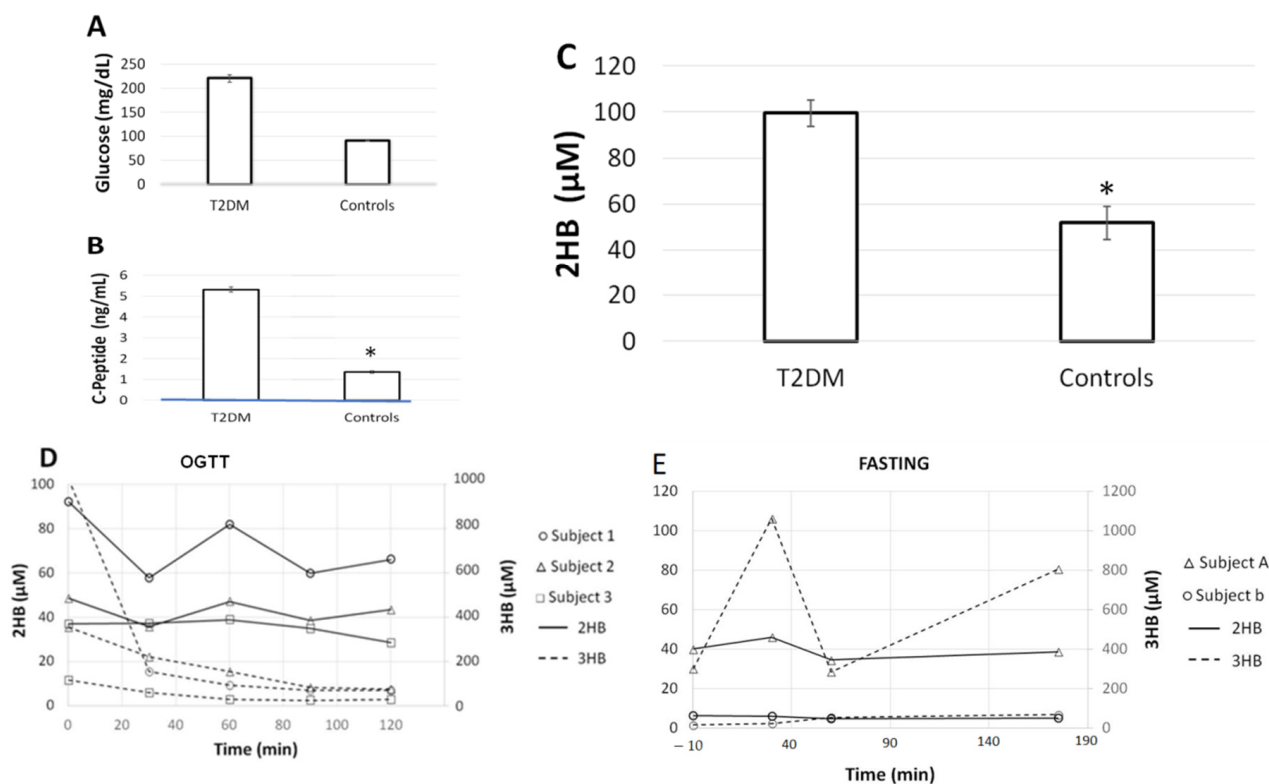 A
Glucose (mg/dL)
250
200
150
100
50
0
T2DM Controls
B
C-Peptide (ng/mL)
6
5
4
3
2
1
0
*
T2DM Controls
C
2HB (µM)
120
100
80
60
40
20
0
*
T2DM Controls
D OGTT
2HB (µM)
100
80
60
40
20
0
1000
800
600
400
200
0
3HB (µM)
0 20 40 60 80 100 120
Time (min)
Subject 1
Subject 2
Subject 3
2HB
3HB
E FASTING
120
100
80
60
40
20
0
1200
1000
800
600
400
200
0
3HB (µM)
−10 40 90 140 190
Time (min)
Subject A
Subject b
2HB
3HB